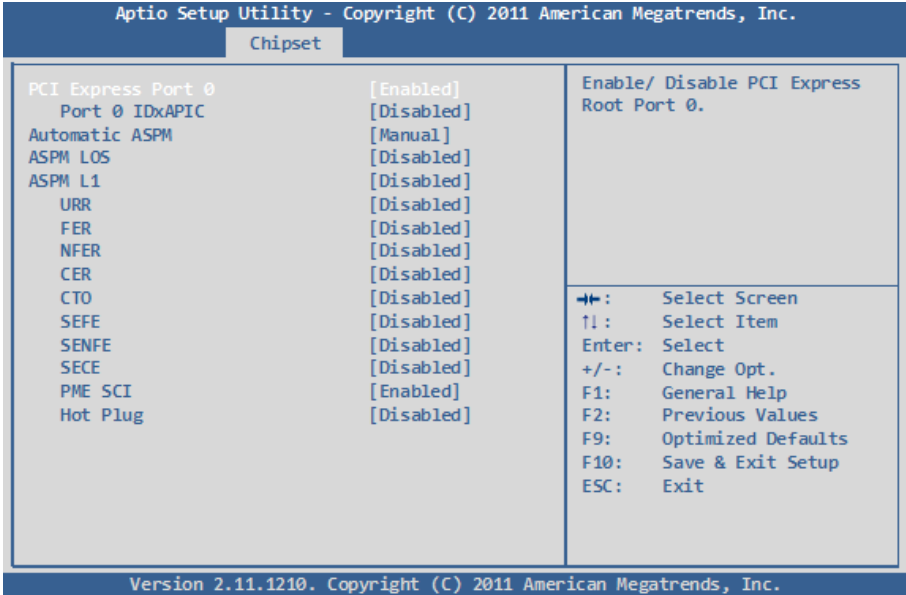 Aptio Setup Utility - Copyright (C) 2011 American Megatrends, Inc.
Chipset
PCI Express Port 0 [Enabled]
Port 0 IDxAPIC [Disabled]
Automatic ASPM [Manual]
ASPM LOS [Disabled]
ASPM L1 [Disabled]
URR [Disabled]
FER [Disabled]
NFER [Disabled]
CER [Disabled]
CTO [Disabled]
SEFE [Disabled]
SENFE [Disabled]
SECE [Disabled]
PME SCI [Enabled]
Hot Plug [Disabled]
Enable/ Disable PCI Express
Root Port 0.
→←: Select Screen
↑↓: Select Item
Enter: Select
+/-: Change Opt.
F1: General Help
F2: Previous Values
F9: Optimized Defaults
F10: Save & Exit Setup
ESC: Exit
Version 2.11.1210. Copyright (C) 2011 American Megatrends, Inc.